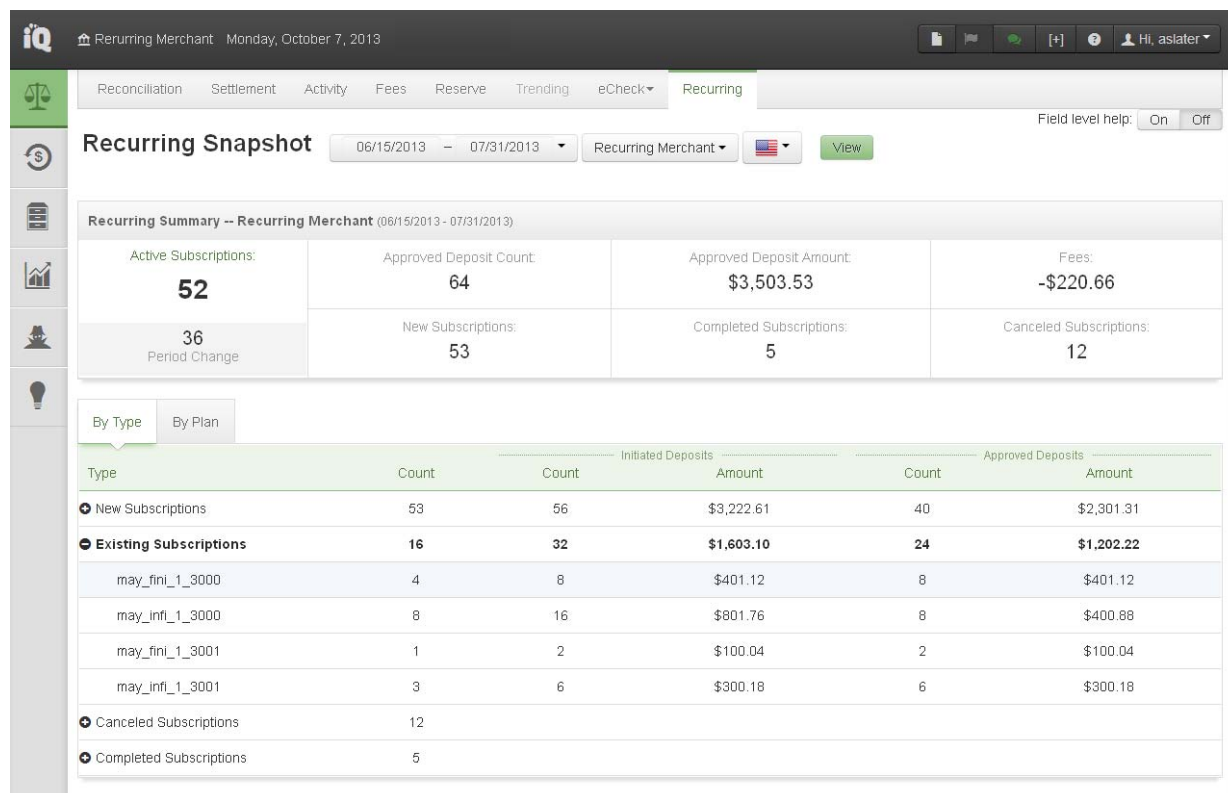 iQ Rerurring Merchant Monday, October 7, 2013 [+] ? Hi, aslater
Reconciliation Settlement Activity Fees Reserve Trending eCheck Recurring
Field level help: On Off
Recurring Snapshot 06/15/2013 – 07/31/2013 Recurring Merchant View
Recurring Summary -- Recurring Merchant (06/15/2013 - 07/31/2013)
Active Subscriptions: Approved Deposit Count: Approved Deposit Amount: Fees:
52 64 $3,503.53 -$220.66
36 New Subscriptions: Completed Subscriptions: Canceled Subscriptions:
Period Change 53 5 12
By Type By Plan
Initiated Deposits Approved Deposits
Type Count Count Amount Count Amount
New Subscriptions 53 56 $3,222.61 40 $2,301.31
Existing Subscriptions 16 32 $1,603.10 24 $1,202.22
may_fini_1_3000 4 8 $401.12 8 $401.12
may_infi_1_3000 8 16 $801.76 8 $400.88
may_fini_1_3001 1 2 $100.04 2 $100.04
may_infi_1_3001 3 6 $300.18 6 $300.18
Canceled Subscriptions 12
Completed Subscriptions 5